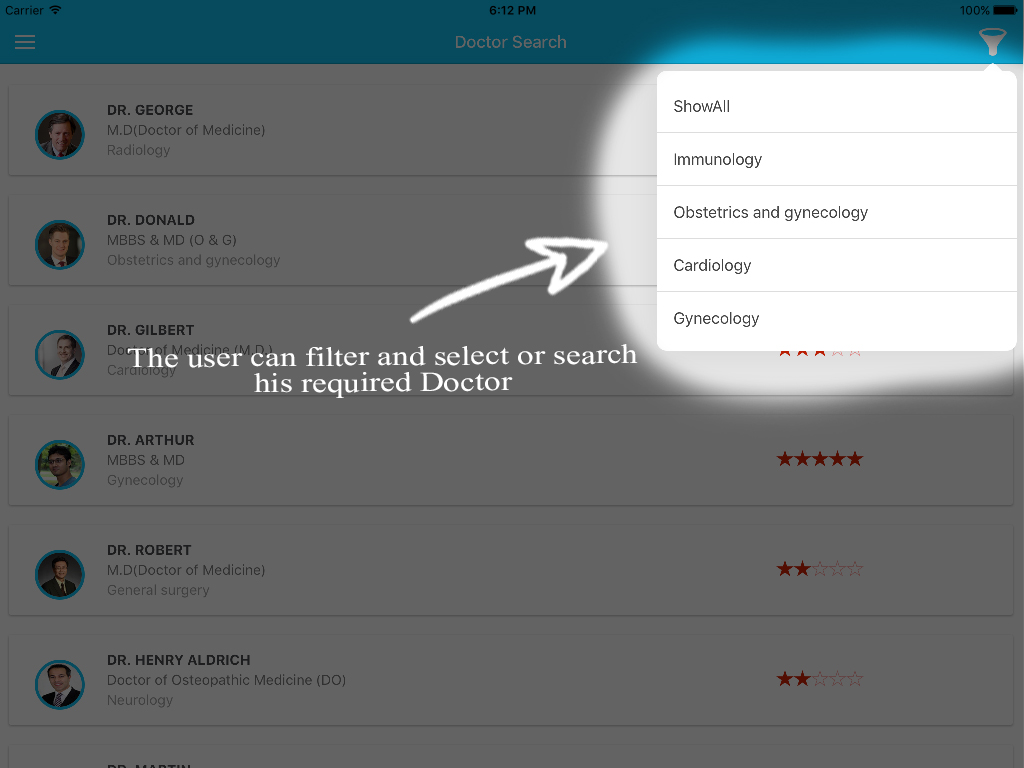 Carrier
6:12 PM
100%
Doctor Search
ShowAll
Immunology
Obstetrics and gynecology
Cardiology
Gynecology
DR. GEORGE
M.D(Doctor of Medicine)
Radiology
DR. DONALD
MBBS & MD (O & G)
Obstetrics and gynecology
DR. GILBERT
Doctor of Medicine (M.D.)
Cardiology
The user can filter and select or search
his required Doctor
DR. ARTHUR
MBBS & MD
Gynecology
DR. ROBERT
M.D(Doctor of Medicine)
General surgery
DR. HENRY ALDRICH
Doctor of Osteopathic Medicine (DO)
Neurology
DR. MARTIN